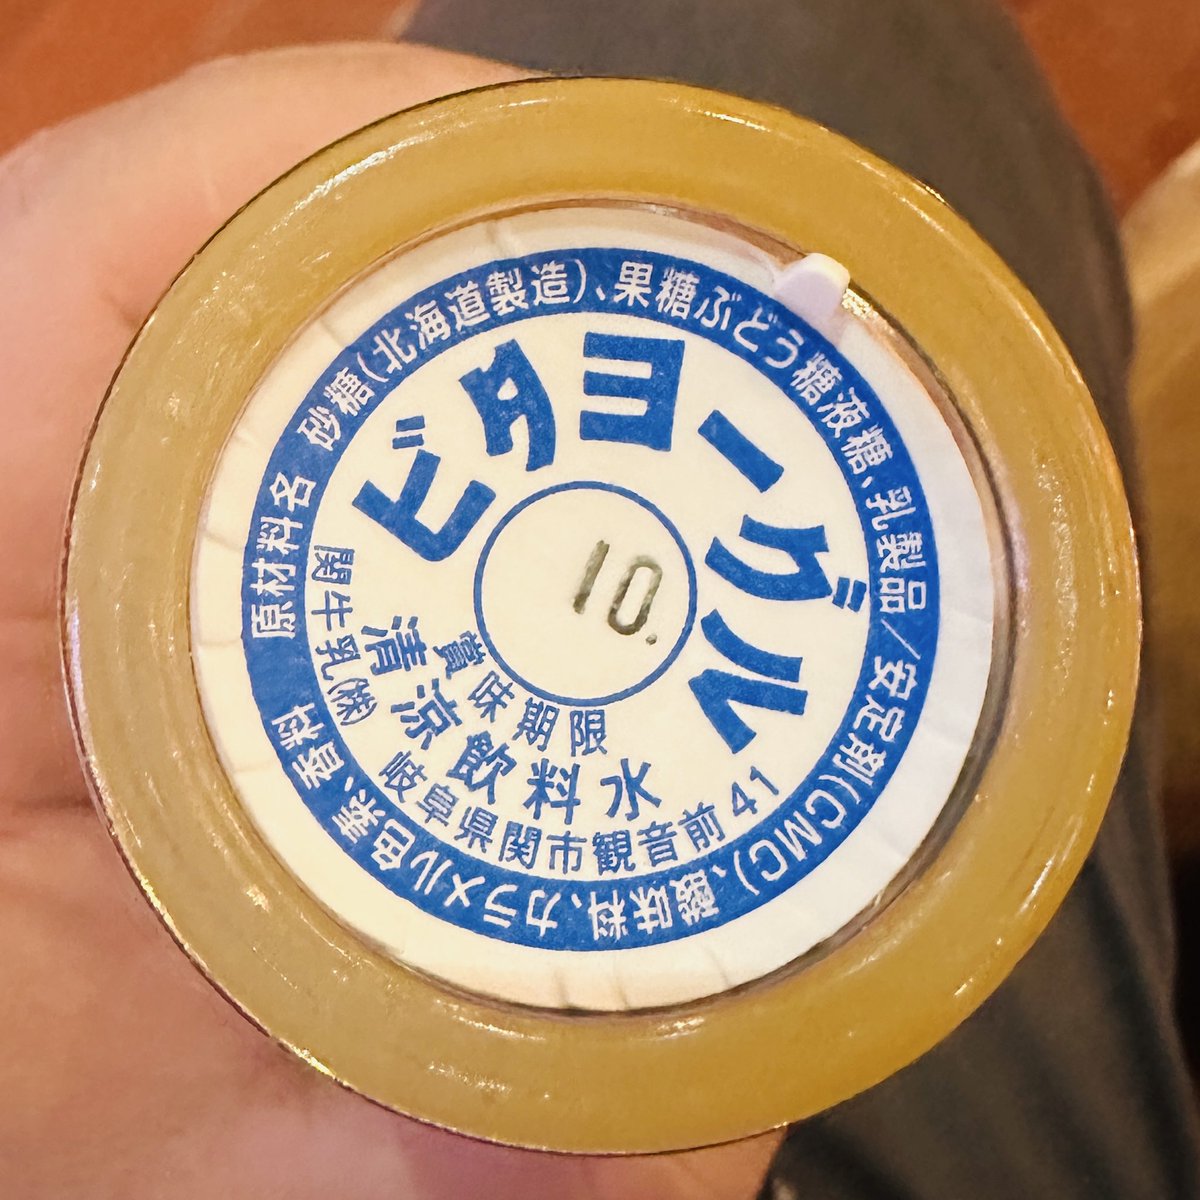 原材料名 砂糖(北海道製造)、果糖ぶどう糖液糖、乳製品/安定剤(CMC)、酸味料、カラメル色素、香料
ビタヨーグル
10.
賞味期限
清涼飲料水
関牛乳(株) 岐阜県関市観音前41